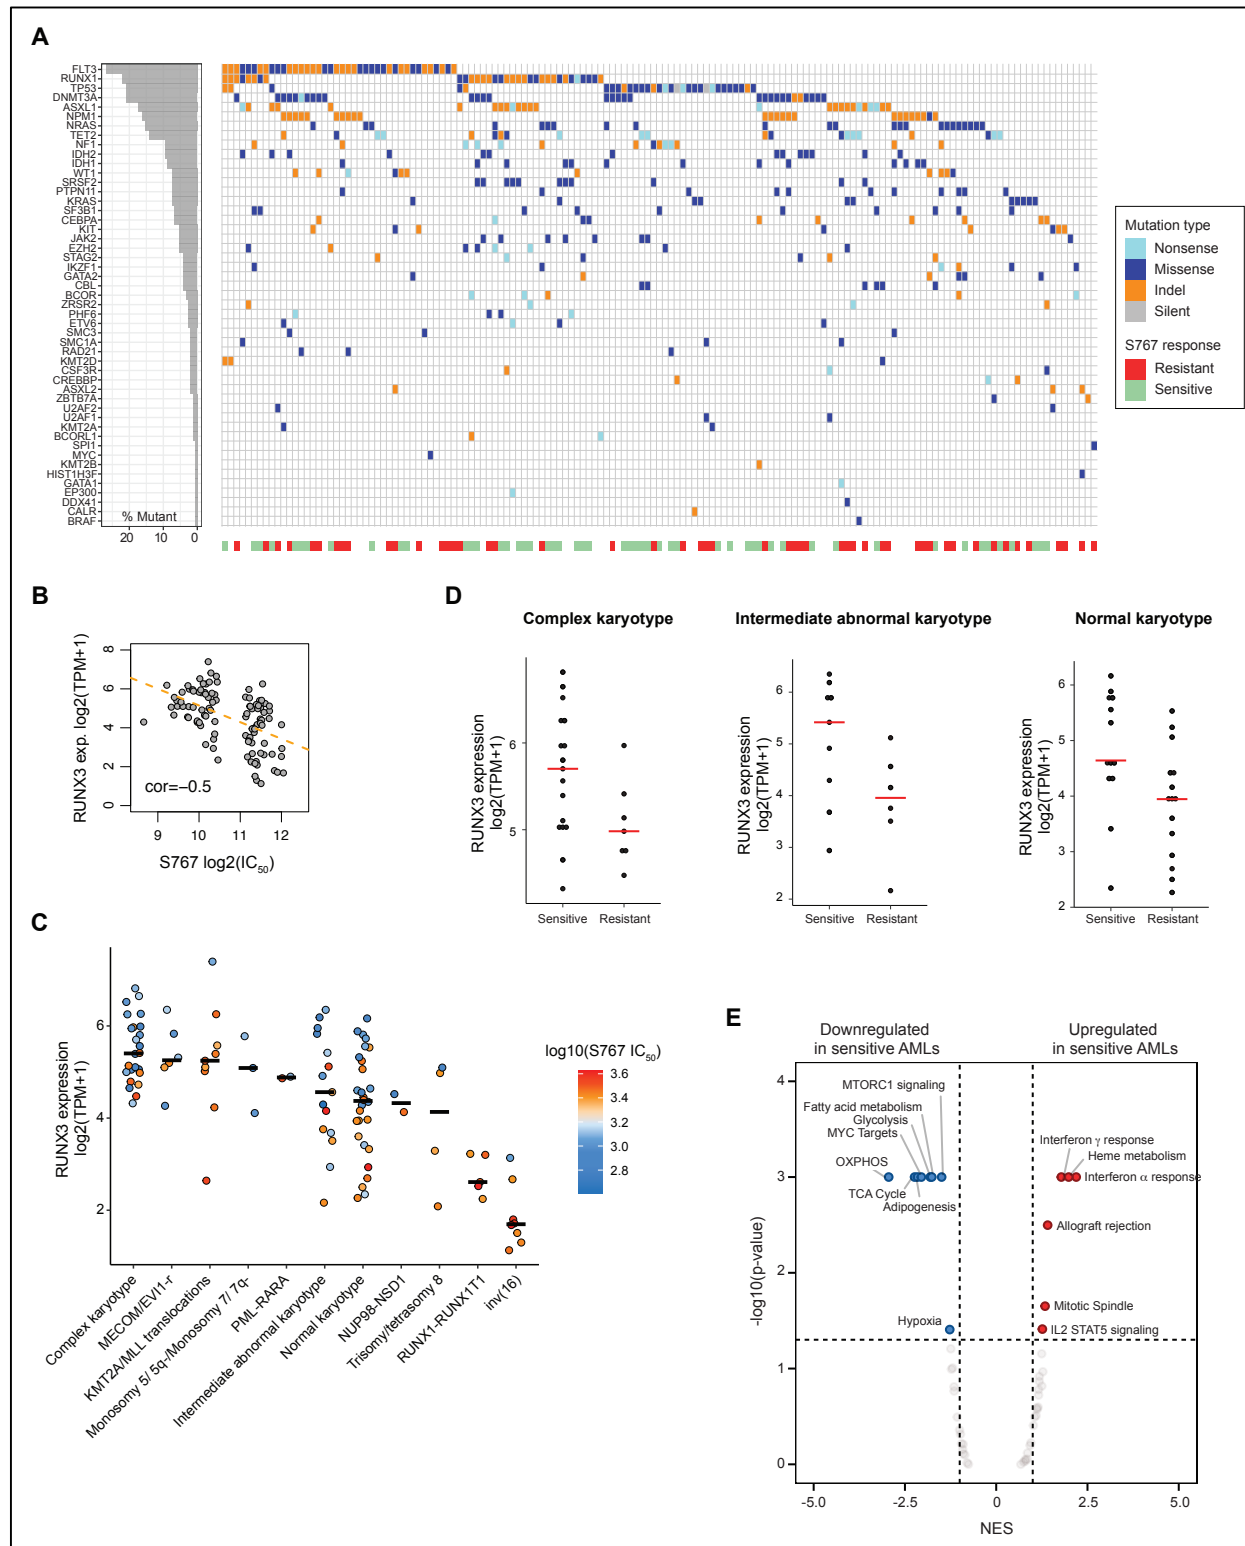 A
FLT3
RUNX1
TP53
DNMT3A
ASXL1
NPM1
NRAS
TET2
NF1
IDH2
IDH1
WT1
SRSF2
PTPN11
KRAS
SF3B1
CEBPA
KIT
JAK2
EZH2
STAG2
IKZF1
GATA2
CBL
BCOR
ZRSR2
PHF6
ETV6
SMC3
SMC1A
RAD21
KMT2D
CSF3R
CREBBP
ASXL2
ZBTB7A
U2AF2
U2AF1
KMT2A
BCORL1
SPI1
MYC
KMT2B
HIST1H3F
GATA1
EP300
DDX41
CALR
BRAF
% Mutant
20 10 0
Mutation type
Nonsense
Missense
Indel
Silent
S767 response
Resistant
Sensitive
B
RUNX3 exp. log2(TPM+1)
8
6
4
2
0
cor=−0.5
9 10 11 12
S767 log2(IC50)
D
Complex karyotype
RUNX3 expression
log2(TPM+1)
6
5
Sensitive Resistant
Intermediate abnormal karyotype
RUNX3 expression
log2(TPM+1)
6
5
4
3
2
Sensitive Resistant
Normal karyotype
RUNX3 expression
log2(TPM+1)
6
5
4
3
2
Sensitive Resistant
C
RUNX3 expression
log2(TPM+1)
6
4
2
Complex karyotype
MECOM/EVI1-r
KMT2A/MLL translocations
Monosomy 5/ 5q-/Monosomy 7/ 7q-
PML-RARA
Intermediate abnormal karyotype
Normal karyotype
NUP98-NSD1
Trisomy/tetrasomy 8
RUNX1-RUNX1T1
inv(16)
log10(S767 IC50)
3.6
3.4
3.2
3.0
2.8
E
Downregulated
in sensitive AMLs
Upregulated
in sensitive AMLs
-log10(p-value)
4
3
2
1
0
MTORC1 signaling
Fatty acid metabolism
Glycolysis
MYC Targets
OXPHOS
TCA Cycle
Adipogenesis
Hypoxia
Interferon γ response
Heme metabolism
Interferon α response
Allograft rejection
Mitotic Spindle
IL2 STAT5 signaling
-5.0 -2.5 0 2.5 5.0
NES